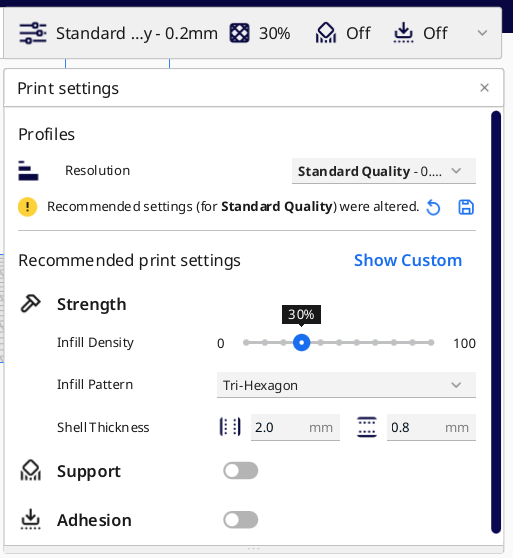 Standard ...y - 0.2mm 30% Off Off
Print settings
Profiles
Resolution Standard Quality - 0....
Recommended settings (for Standard Quality) were altered.
Recommended print settings Show Custom
Strength
30%
Infill Density 0 100
Infill Pattern Tri-Hexagon
Shell Thickness 2.0 mm 0.8 mm
Support
Adhesion